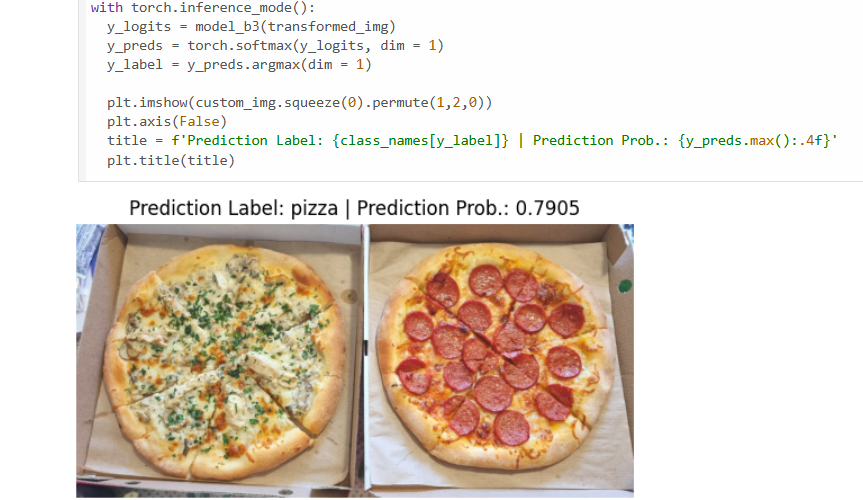 with torch.inference_mode():
  y_logits = model_b3(transformed_img)
  y_preds = torch.softmax(y_logits, dim = 1)
  y_label = y_preds.argmax(dim = 1)

  plt.imshow(custom_img.squeeze(0).permute(1,2,0))
  plt.axis(False)
  title = f'Prediction Label: {class_names[y_label]} | Prediction Prob.: {y_preds.max():.4f}'
  plt.title(title)
Prediction Label: pizza | Prediction Prob.: 0.7905